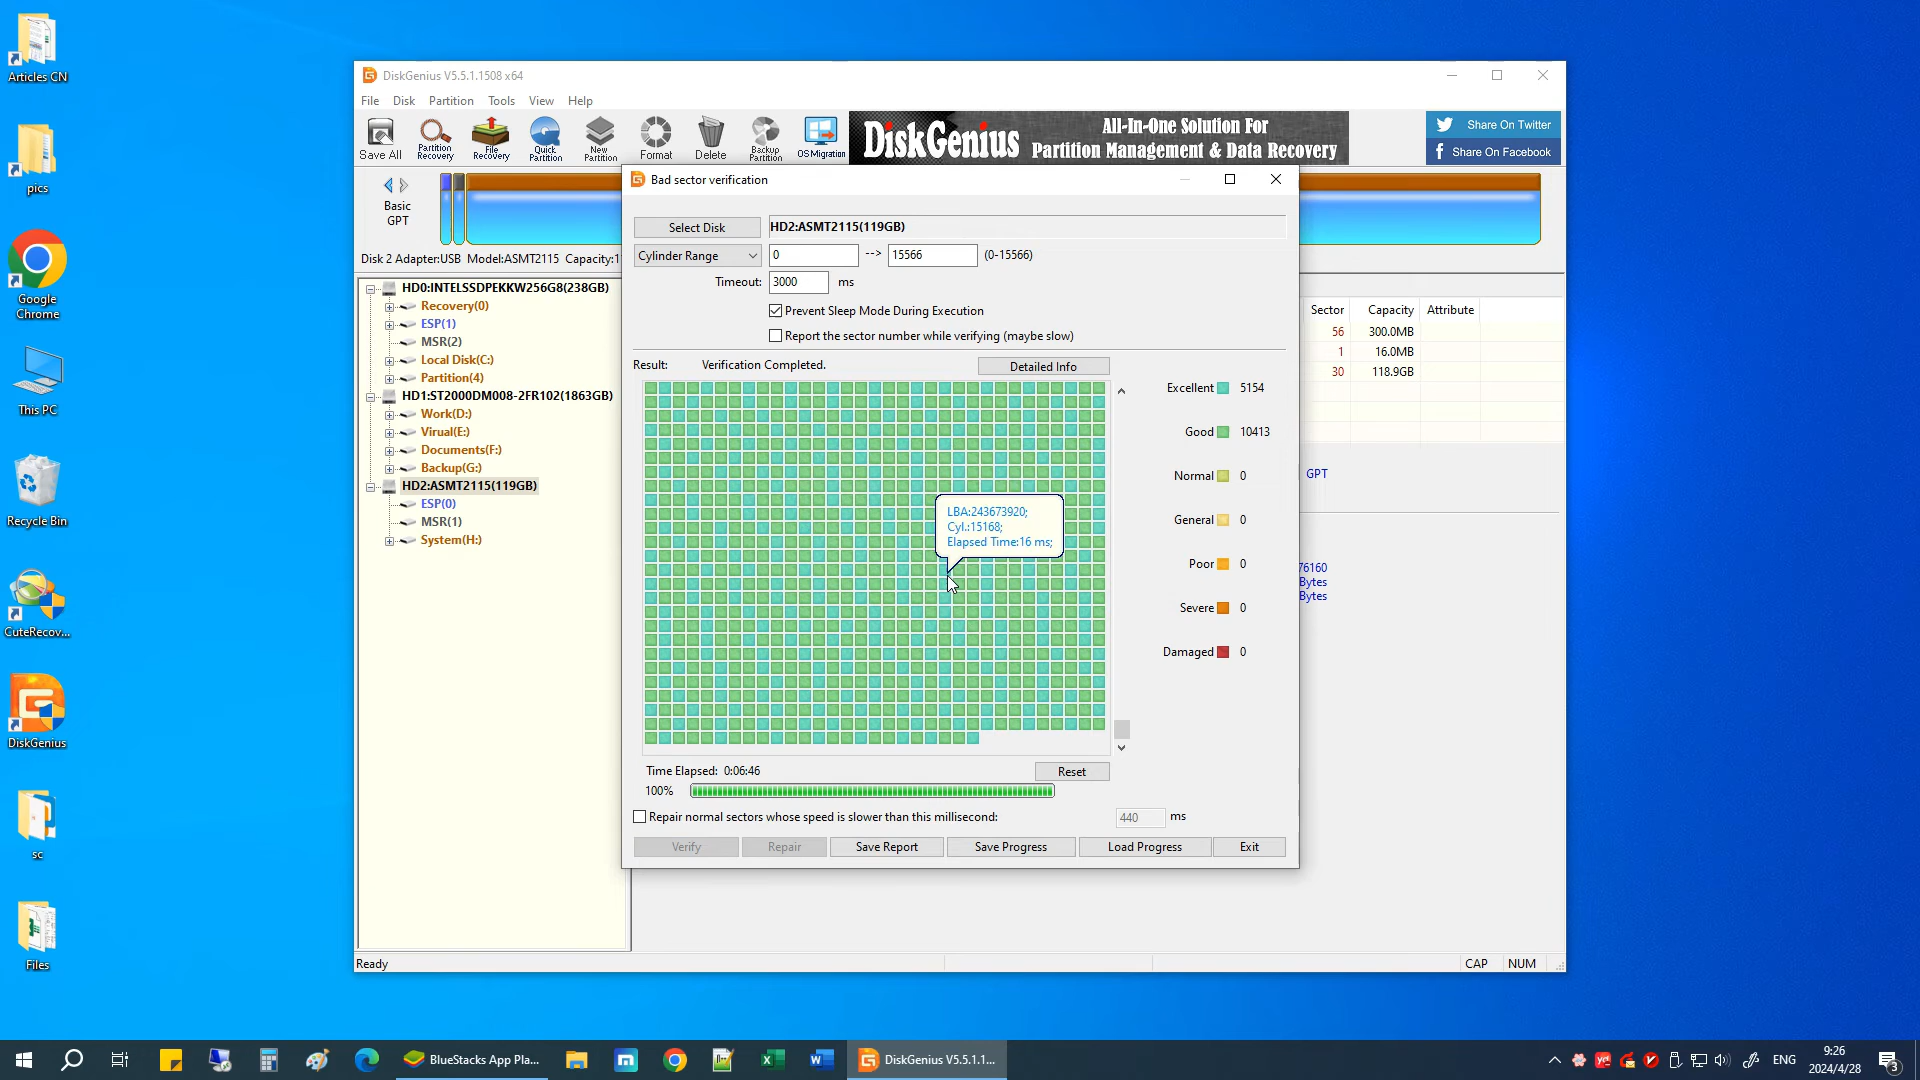 Articles CN
pics
Google
Chrome
This PC
Recycle Bin
CuteRecov...
DiskGenius
sc
Files
DiskGenius V5.5.1.1508 x64
File Disk Partition Tools View Help
Save All
Partition
Recovery
File
Recovery
Quick
Partition
New
Partition
Format
Delete
Backup
Partition
OS Migration
DiskGenius
All-In-One Solution For
Partition Management & Data Recovery
Share On Twitter
Share On Facebook
Basic
GPT
Disk 2 Adapter:USB Model:ASMT2115 Capacity:1
HD0:INTELSSDPEKKW256G8(238GB)
Recovery(0)
ESP(1)
MSR(2)
Local Disk(C:)
Partition(4)
HD1:ST2000DM008-2FR102(1863GB)
Work(D:)
Virual(E:)
Documents(F:)
Backup(G:)
HD2:ASMT2115(119GB)
ESP(0)
MSR(1)
System(H:)
Bad sector verification
Select Disk HD2:ASMT2115(119GB)
Cylinder Range 0 --> 15566 (0-15566)
Timeout: 3000 ms
Prevent Sleep Mode During Execution
Report the sector number while verifying (maybe slow)
Result: Verification Completed. Detailed Info
LBA:243673920;
Cyl.:15168;
Elapsed Time:16 ms;
Excellent 5154
Good 10413
Normal 0
General 0
Poor 0
Severe 0
Damaged 0
Time Elapsed: 0:06:46 Reset
100%
Repair normal sectors whose speed is slower than this millisecond: 440 ms
Verify Repair Save Report Save Progress Load Progress Exit
Sector Capacity Attribute
56 300.0MB
1 16.0MB
30 118.9GB
GPT
76160
Bytes
Bytes
Ready CAP NUM
BlueStacks App Pla... DiskGenius V5.5.1.1... ENG
9:26
2024/4/28
3